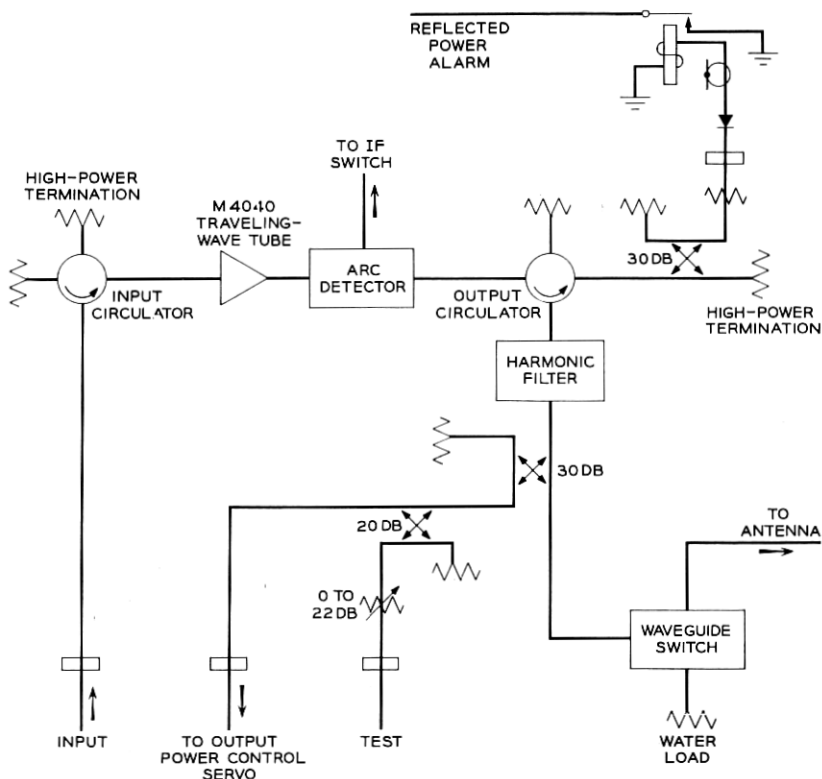 REFLECTED
POWER
ALARM
TO IF
SWITCH
HIGH-POWER
TERMINATION
M4040
TRAVELING-
WAVE TUBE
30 DB
ARC
DETECTOR
INPUT
CIRCULATOR
OUTPUT
CIRCULATOR
HIGH-POWER
TERMINATION
HARMONIC
FILTER
30 DB
20 DB
TO
ANTENNA
0 TO
22 DB
WAVEGUIDE
SWITCH
INPUT
TO OUTPUT
POWER CONTROL
SERVO
TEST
WATER
LOAD